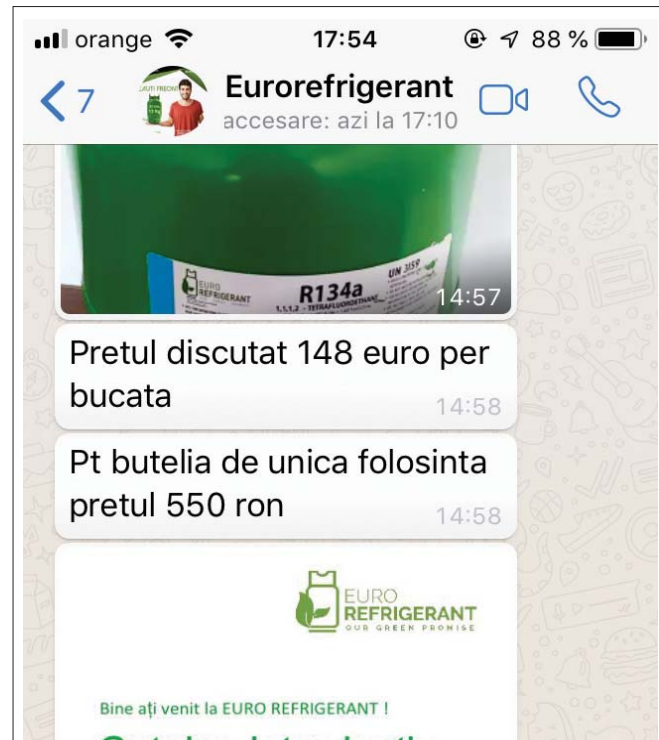 orange 17:54 88 %
7 Eurorefrigerant
accesare: azi la 17:10
EURO
REFRIGERANT
R134a
UN 3159
1,1,1,2 - TETRAFLUOROETHANE
14:57
Pretul discutat 148 euro per
bucata
14:58
Pt butelia de unica folosinta
pretul 550 ron
14:58
EURO
REFRIGERANT
OUR GREEN PROMISE
Bine ați venit la EURO REFRIGERANT !